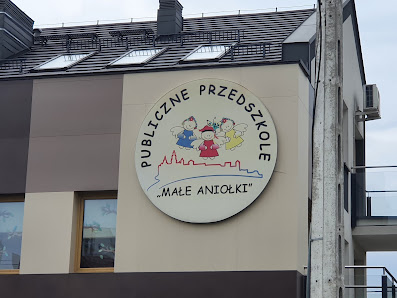 PUBLICZNE PRZEDSZKOLE
„MAŁE ANIOŁKI"